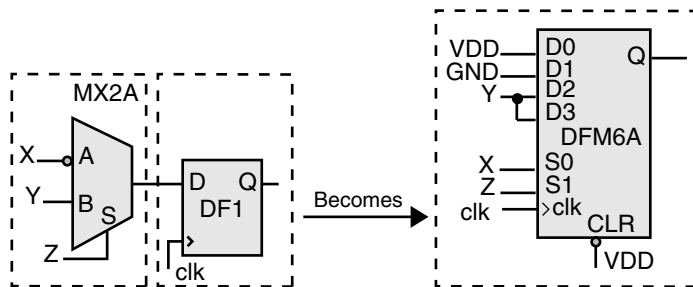 MX2A
X
A
Y
B
S
Z
D
Q
DF1
clk
Becomes
VDD
D0
Q
GND
D1
Y
D2
D3
DFM6A
X
S0
Z
S1
clk
clk
CLR
VDD